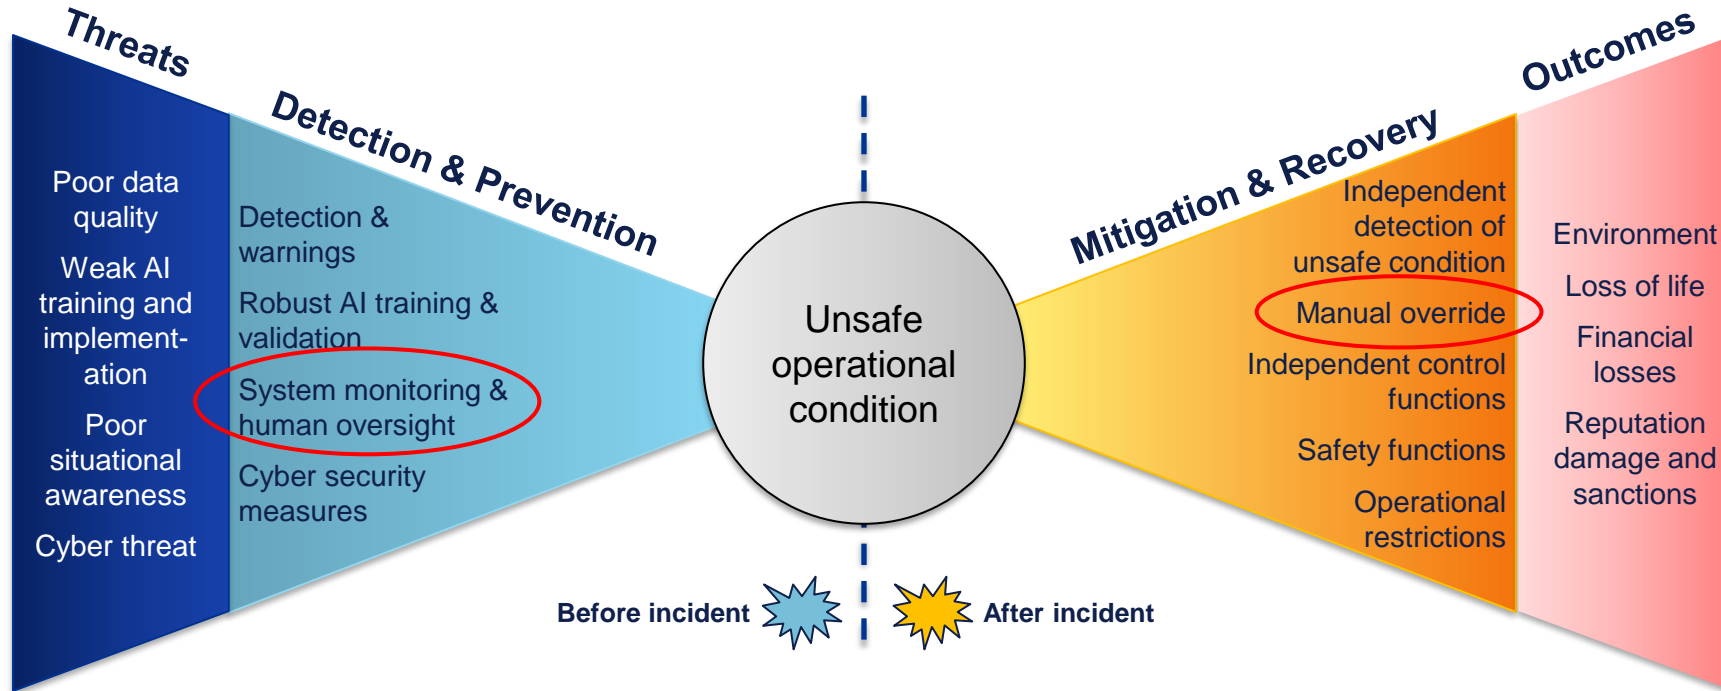 Threats
Poor data
quality
Weak AI
training and
implement-
ation
Poor
situational
awareness
Cyber threat
Detection & Prevention
Detection &
warnings
Robust AI training &
validation
System monitoring &
human oversight
Cyber security
measures
Unsafe
operational
condition
Before incident
After incident
Mitigation & Recovery
Independent
detection of
unsafe condition
Manual override
Independent control
functions
Safety functions
Operational
restrictions
Outcomes
Environment
Loss of life
Financial
losses
Reputation
damage and
sanctions